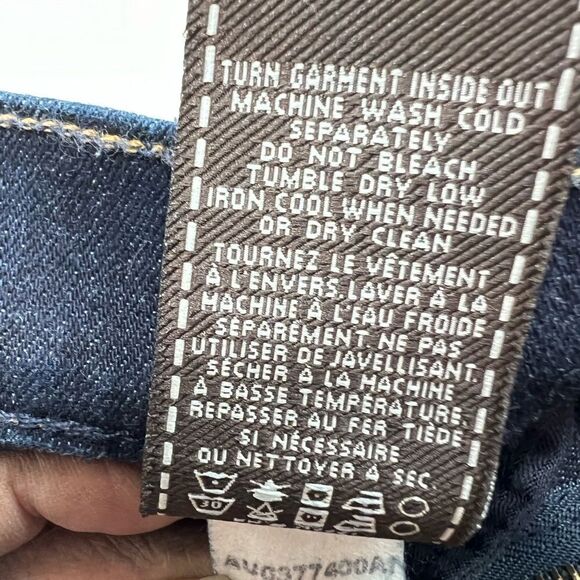 TURN GARMENT INSIDE OUT
MACHINE WASH COLD
SEPARATELY
DO NOT BLEACH
TUMBLE DRY LOW
IRON COOL WHEN NEEDED
OR DRY CLEAN
TOURNEZ LE VÊTEMENT
À L'ENVERS. LAVER À LA
MACHINE À L'EAU FROIDE
SÉPARÉMENT. NE PAS
UTILISER DE JAVELLISANT.
SÉCHER À LA MACHINE
À BASSE TEMPÉRATURE.
REPASSER AU FER TIÈDE
SI NÉCESSAIRE
OU NETTOYER À SEC.
30